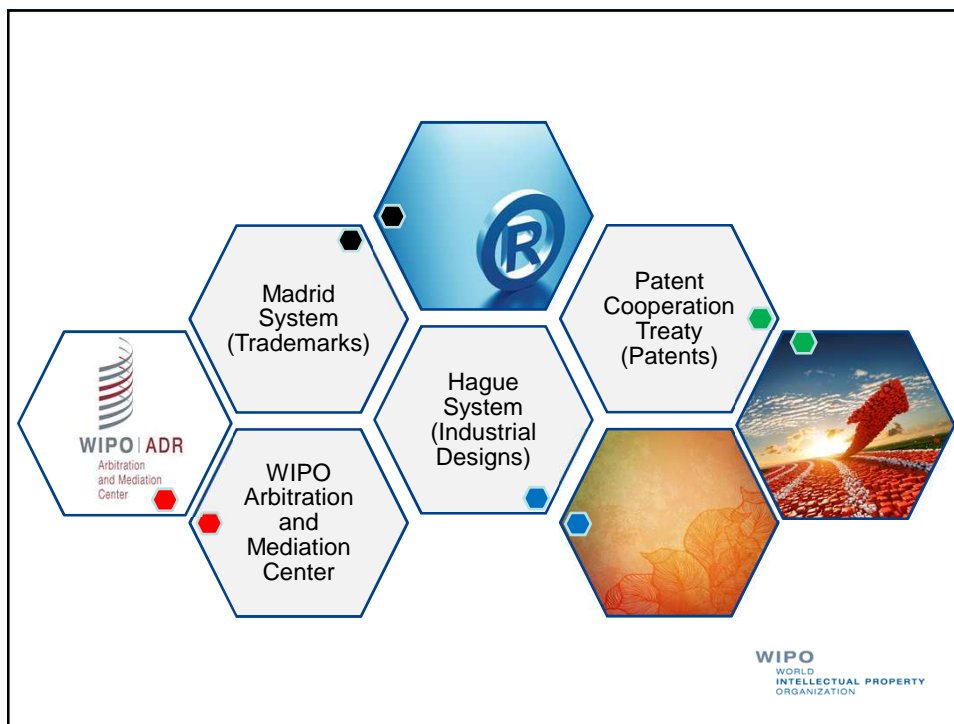 R
Madrid
System
(Trademarks)
Patent
Cooperation
Treaty
(Patents)
WIPO | ADR
Arbitration
and Mediation
Center
Hague
System
(Industrial
Designs)
WIPO
Arbitration
and
Mediation
Center
WIPO
WORLD
INTELLECTUAL PROPERTY
ORGANIZATION